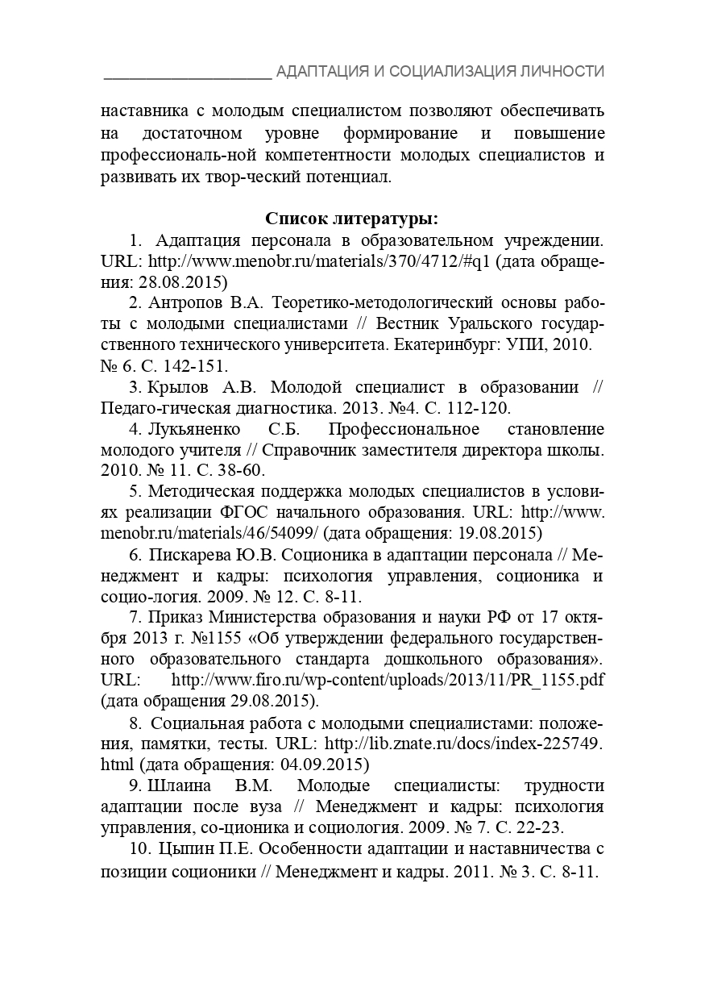 ____________________ АДАПТАЦИЯ И СОЦИАЛИЗАЦИЯ ЛИЧНОСТИ
наставника с молодым специалистом позволяют обеспечивать
на достаточном уровне формирование и повышение
профессиональ-ной компетентности молодых специалистов и
развивать их твор-ческий потенциал.
Список литературы:
1. Адаптация персонала в образовательном учреждении.
URL: http://www.menobr.ru/materials/370/4712/#q1 (дата обраще-
ния: 28.08.2015)
2. Антропов В.А. Теоретико-методологический основы рабо-
ты с молодыми специалистами // Вестник Уральского государ-
ственного технического университета. Екатеринбург: УПИ, 2010.
№ 6. С. 142-151.
3. Крылов А.В. Молодой специалист в образовании //
Педаго-гическая диагностика. 2013. №4. С. 112-120.
4. Лукьяненко С.Б. Профессиональное становление
молодого учителя // Справочник заместителя директора школы.
2010. № 11. С. 38-60.
5. Методическая поддержка молодых специалистов в услови-
ях реализации ФГОС начального образования. URL: http://www.
menobr.ru/materials/46/54099/ (дата обращения: 19.08.2015)
6. Пискарева Ю.В. Соционика в адаптации персонала // Ме-
неджмент и кадры: психология управления, соционика и
социо-логия. 2009. № 12. С. 8-11.
7. Приказ Министерства образования и науки РФ от 17 октя-
бря 2013 г. №1155 «Об утверждении федерального государствен-
ного образовательного стандарта дошкольного образования».
URL: http://www.firo.ru/wp-content/uploads/2013/11/PR_1155.pdf
(дата обращения 29.08.2015).
8. Социальная работа с молодыми специалистами: положе-
ния, памятки, тесты. URL: http://lib.znate.ru/docs/index-225749.
html (дата обращения: 04.09.2015)
9. Шлаина В.М. Молодые специалисты: трудности
адаптации после вуза // Менеджмент и кадры: психология
управления, со-ционика и социология. 2009. № 7. С. 22-23.
10. Цыпин П.Е. Особенности адаптации и наставничества с
позиции соционики // Менеджмент и кадры. 2011. № 3. С. 8-11.